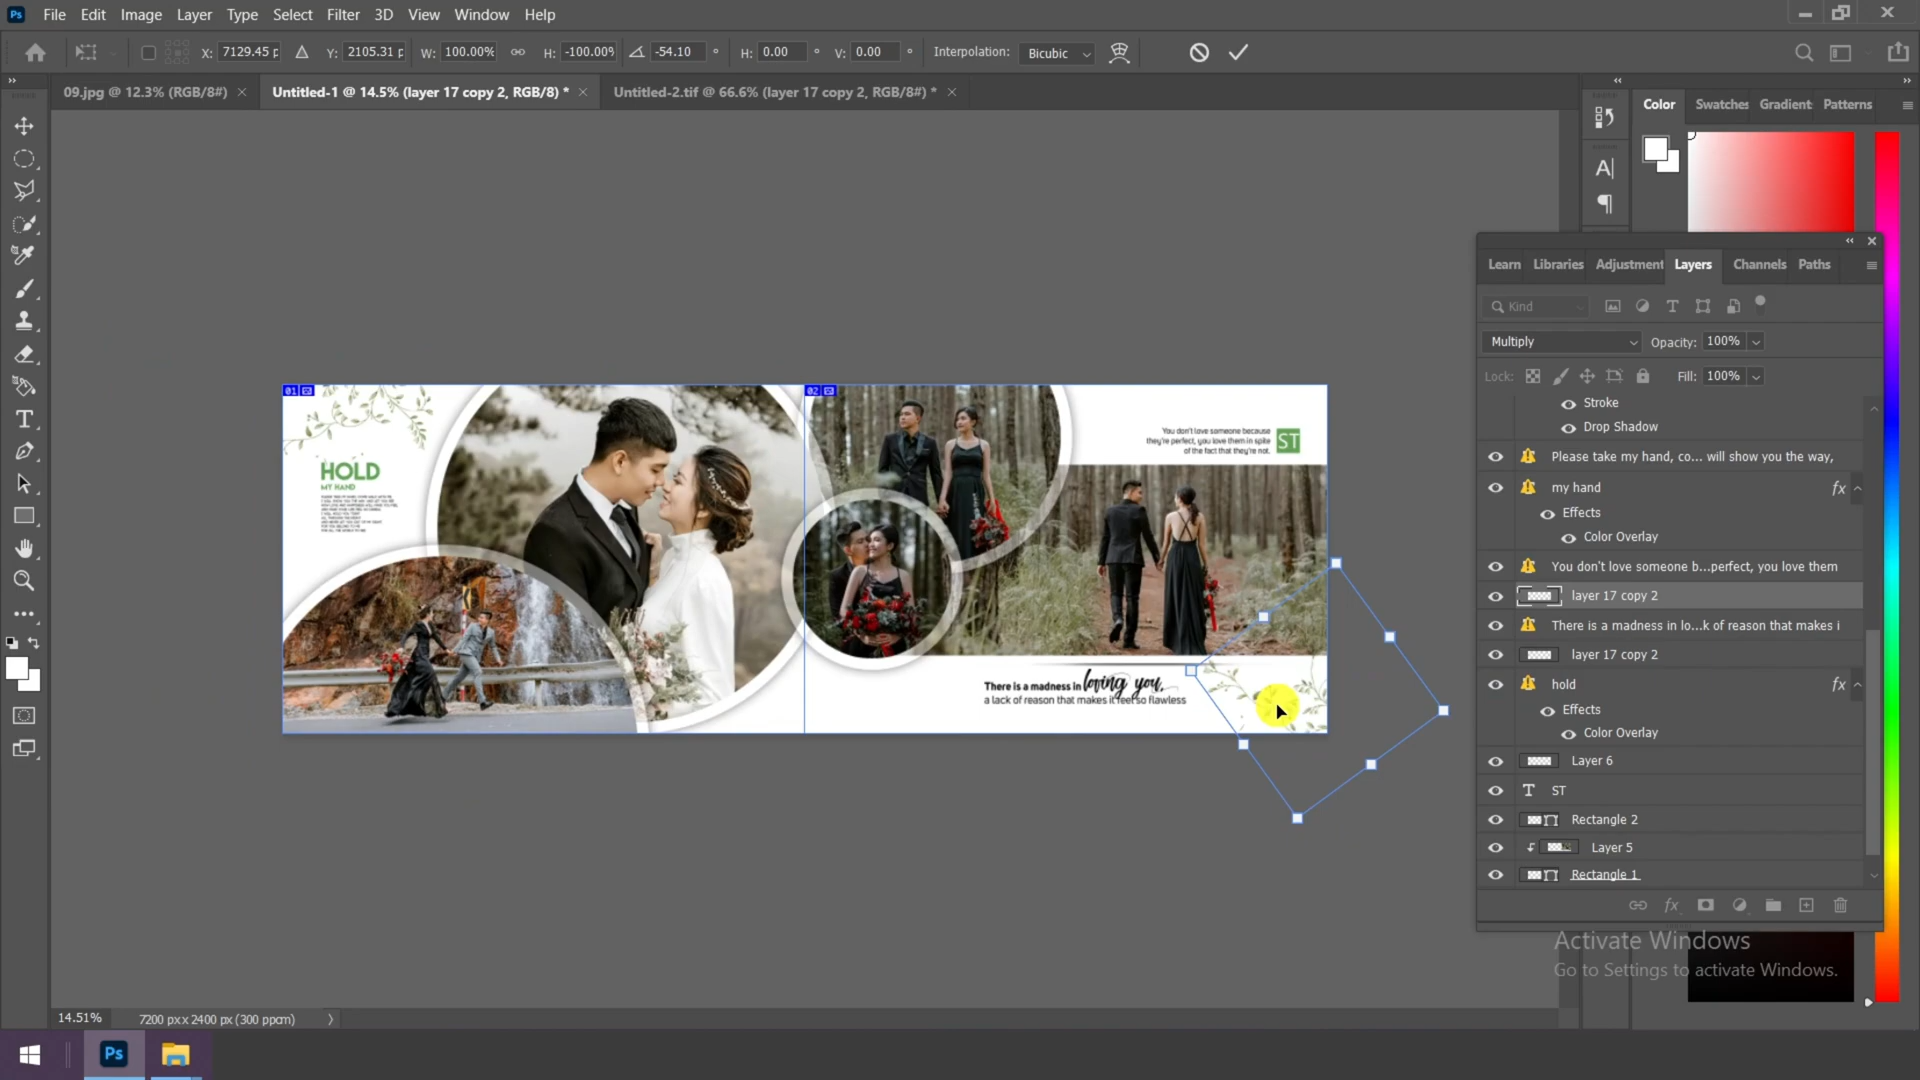 Ps File Edit Image Layer Type Select Filter 3D View Window Help
X: 7129.45 p Y: 2105.31 p W: 100.00% H: -100.00% -54.10 ° H: 0.00 ° V: 0.00 ° Interpolation: Bicubic
09.jpg @ 12.3% (RGB/8#) × Untitled-1 @ 14.5% (layer 17 copy 2, RGB/8) * × Untitled-2.tif @ 66.6% (layer 17 copy 2, RGB/8#) * ×
Color Swatches Gradient Patterns
Learn Libraries Adjustment Layers Channels Paths
Kind
Multiply Opacity: 100%
Lock: Fill: 100%
Stroke
Drop Shadow
Please take my hand, co... will show you the way,
my hand fx
Effects
Color Overlay
You don't love someone b...perfect, you love them
layer 17 copy 2
There is a madness in lo...k of reason that makes i
layer 17 copy 2
hold fx
Effects
Color Overlay
Layer 6
T ST
Rectangle 2
Layer 5
Rectangle 1
fx
01 02
HOLD
MY HAND
You don't love someone because
they're perfect, you love them in spite
of the fact that they're not.
ST
There is a madness in loving you,
a lack of reason that makes it feel so flawless
Activate Windows
Go to Settings to activate Windows.
14.51% 7200 px x 2400 px (300 ppcm)
Ps